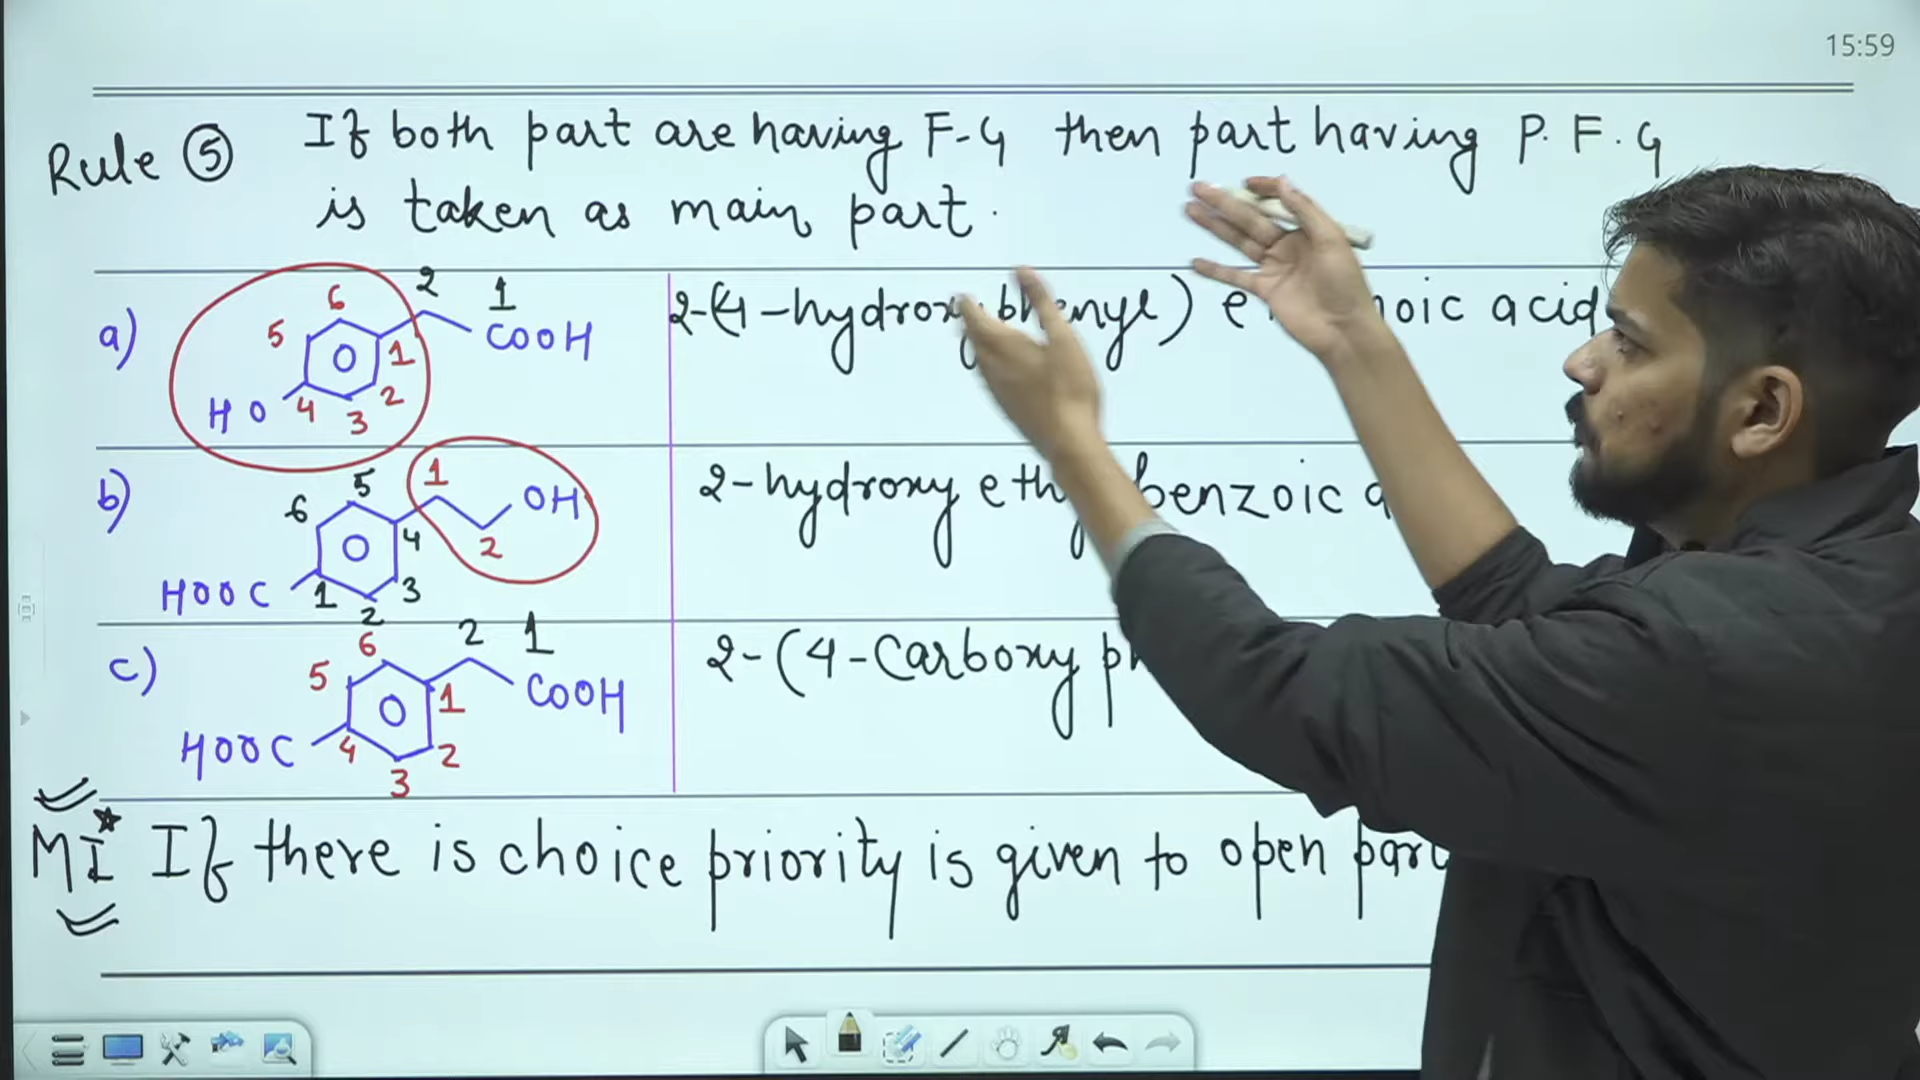 15:59
Rule ⑤ If both part are having F-G then part having P.F.G
is taken as main part.
a)
6 2 1
5 COOH
1
HO 4 3 2
2-(4-hydroxy phenyl) acid
b)
5 1 OH
6
4 2
HOOC 1 2 3
2-hydroxy benzoic
c)
6 2 1
5 1 COOH
HOOC 4 3 2
2-(4-Carboxy
MI* If there is choice priority is given to open part